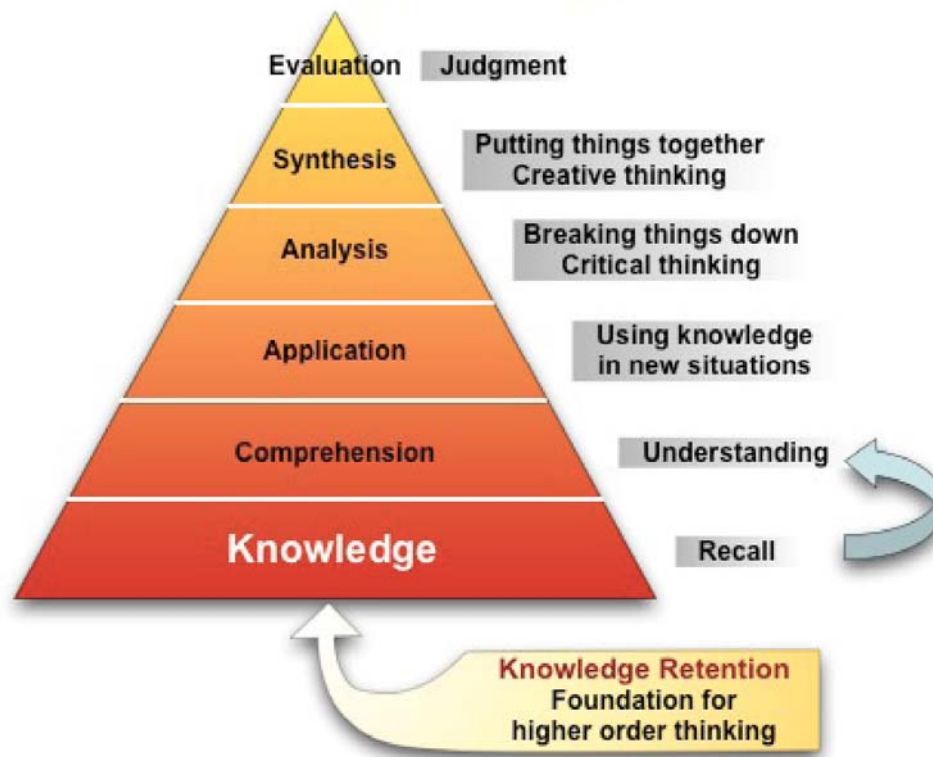 Evaluation
Judgment
Synthesis
Putting things together
Creative thinking
Analysis
Breaking things down
Critical thinking
Application
Using knowledge
in new situations
Comprehension
Understanding
Knowledge
Recall
Knowledge Retention
Foundation for
higher order thinking